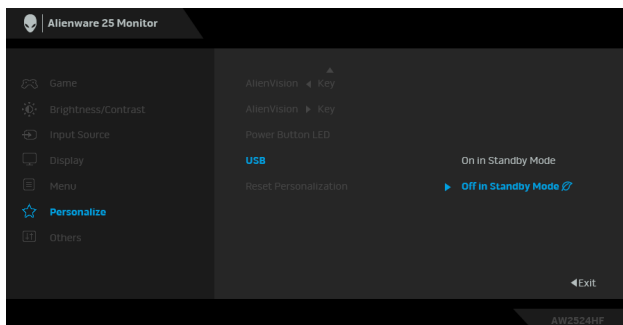 Alienware 25 Monitor
Game
Brightness/Contrast
Input Source
Display
Menu
Personalize
Others
AlienVision ◀ Key
AlienVision ▶ Key
Power Button LED
USB
Reset Personalization
On in Standby Mode
Off in Standby Mode
Exit
AW2524HF